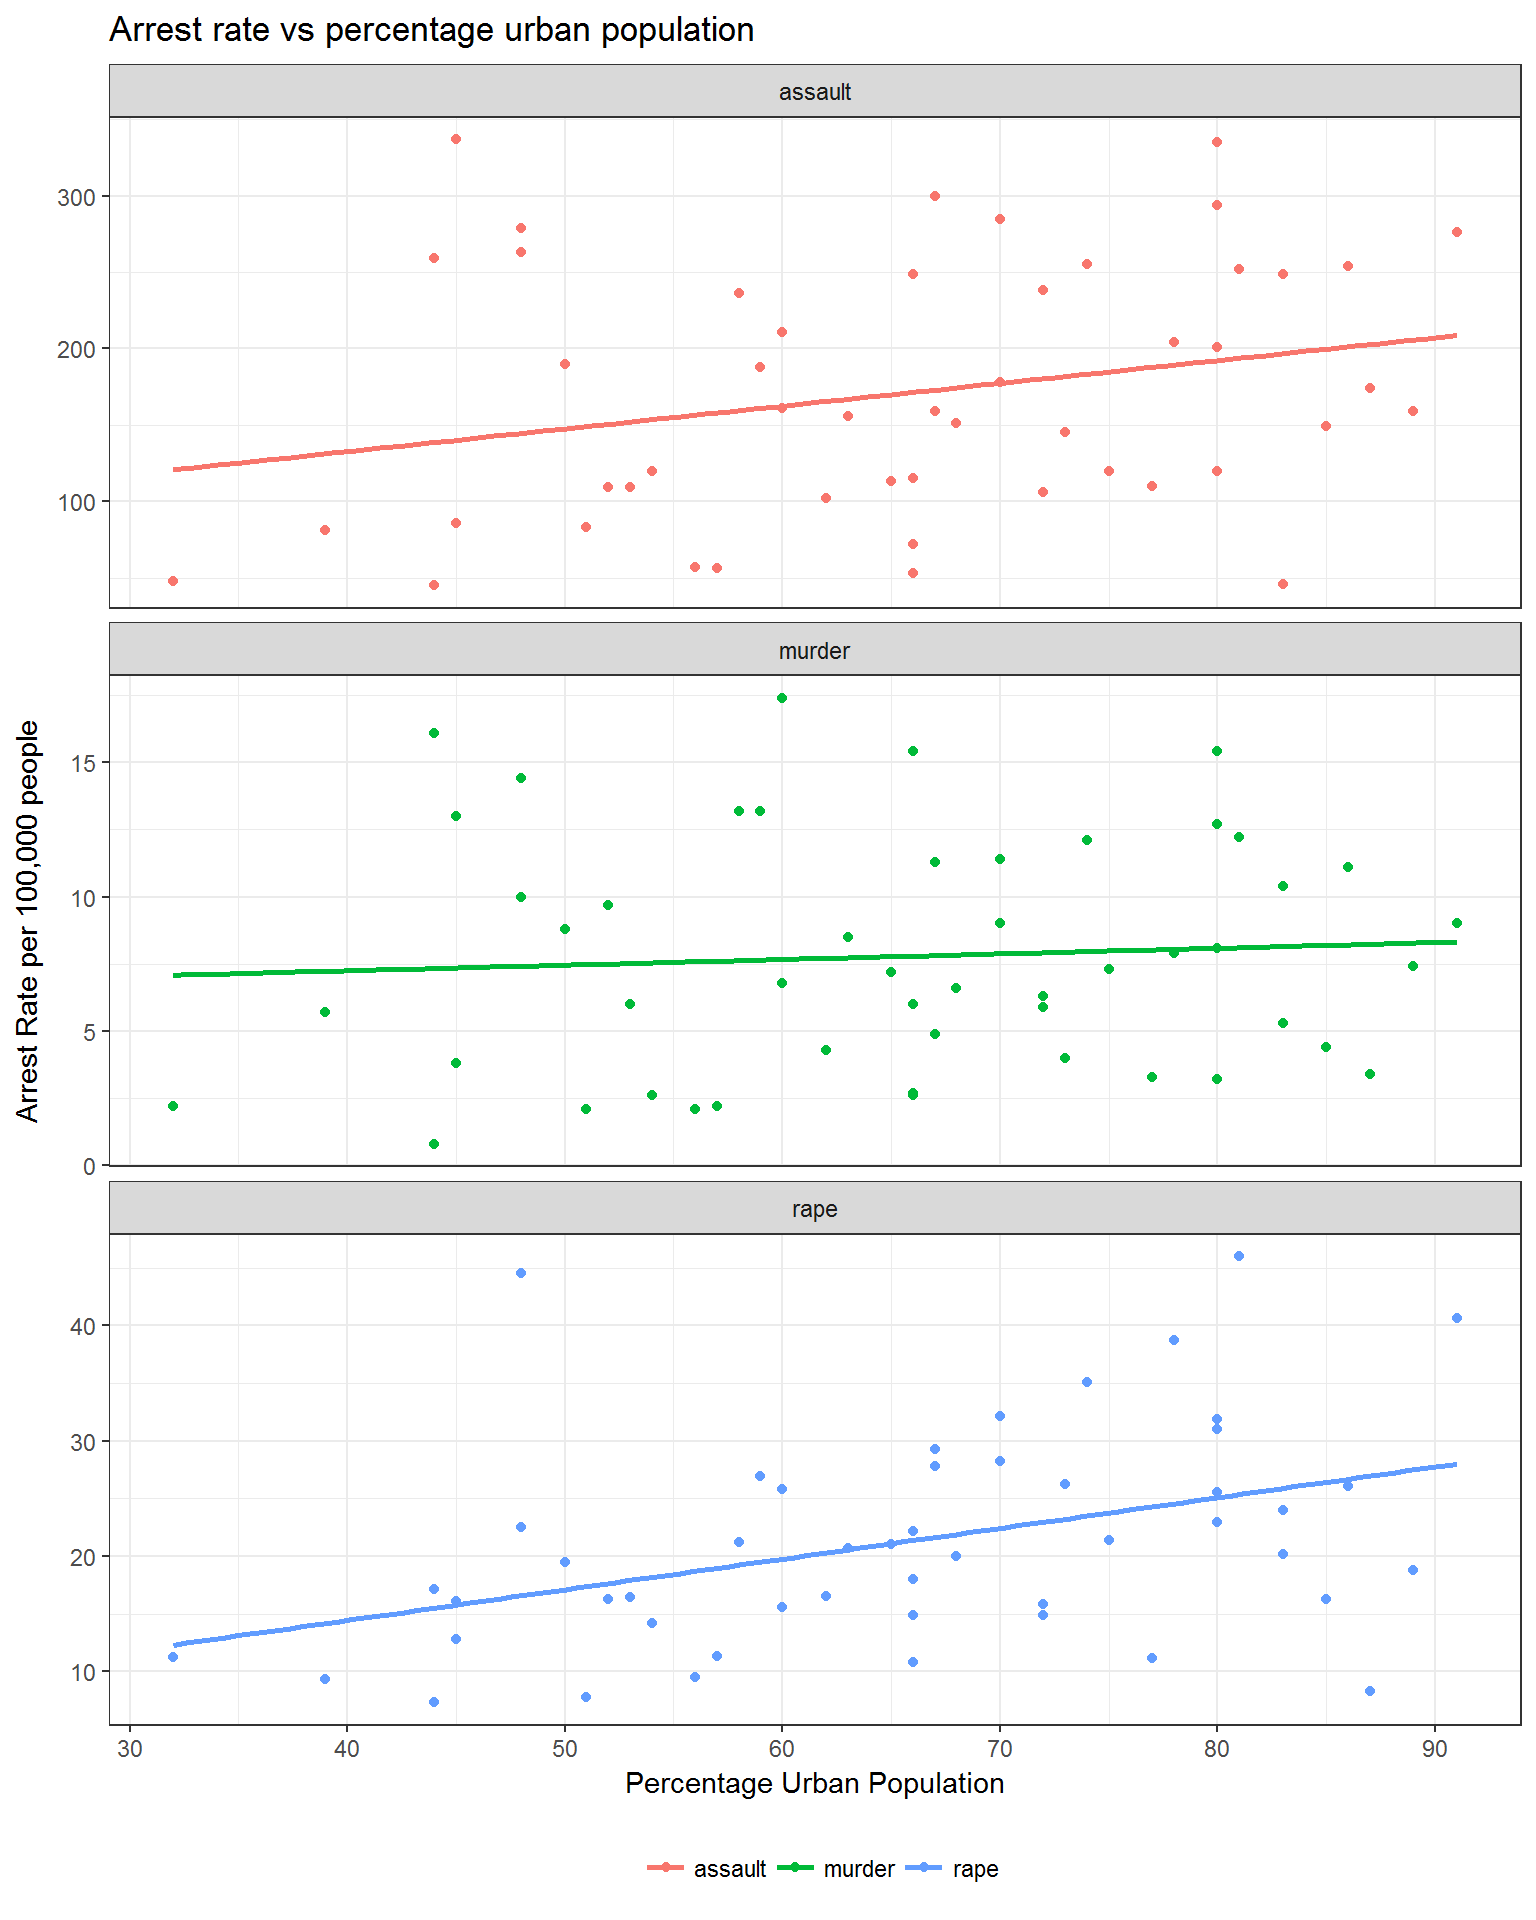 Arrest rate vs percentage urban population
assault
300
200
100
murder
15
10
5
0
rape
40
30
20
10
30 40 50 60 70 80 90
Arrest Rate per 100,000 people
Percentage Urban Population
assault murder rape